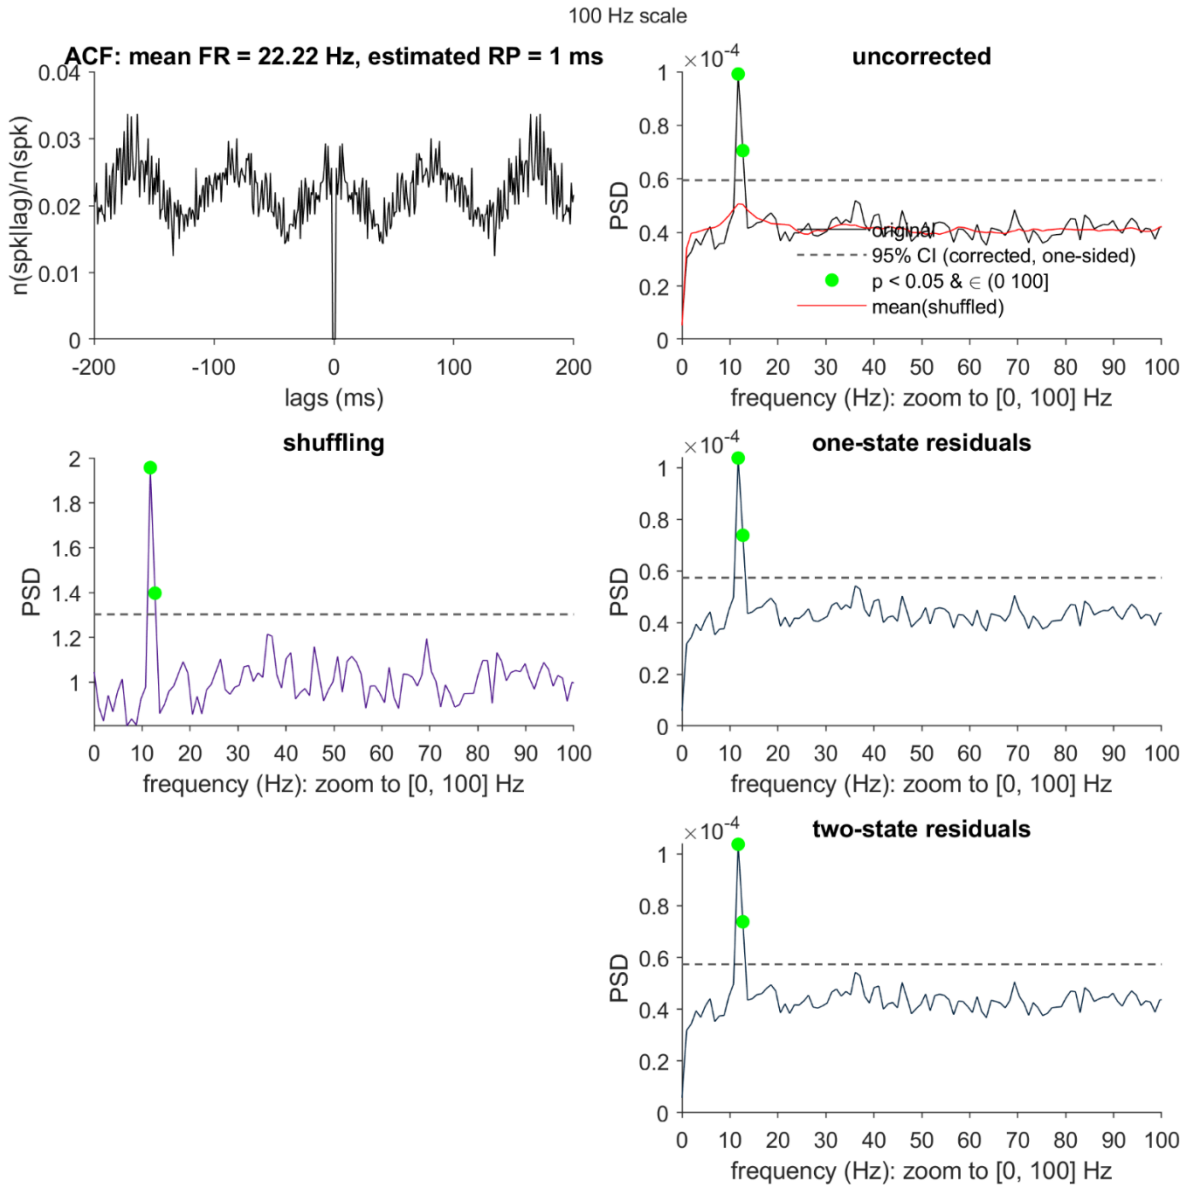 100 Hz scale
ACF: mean FR = 22.22 Hz, estimated RP = 1 ms
n(spk|lag)/n(spk)
0.04
0.03
0.02
0.01
0
-200 -100 0 100 200
lags (ms)
×10-4
uncorrected
PSD
1
0.8
0.6
0.4
0.2
0
original
95% CI (corrected, one-sided)
p < 0.05 & ∈ (0 100]
mean(shuffled)
0 10 20 30 40 50 60 70 80 90 100
frequency (Hz): zoom to [0, 100] Hz
shuffling
PSD
2
1.8
1.6
1.4
1.2
1
0 10 20 30 40 50 60 70 80 90 100
frequency (Hz): zoom to [0, 100] Hz
×10-4
one-state residuals
PSD
1
0.8
0.6
0.4
0.2
0
0 10 20 30 40 50 60 70 80 90 100
frequency (Hz): zoom to [0, 100] Hz
×10-4
two-state residuals
PSD
1
0.8
0.6
0.4
0.2
0
0 10 20 30 40 50 60 70 80 90 100
frequency (Hz): zoom to [0, 100] Hz